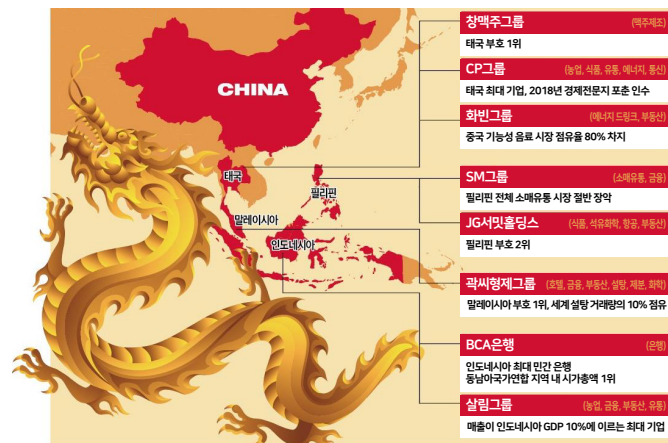 창맥주그룹 (맥주제조)
태국 부호 1위
CP그룹 (농업, 식품, 유통, 에너지, 통신)
태국 최대 기업, 2018년 경제전문지 포춘 인수
화빈그룹 (에너지 드링크, 부동산)
중국 기능성 음료 시장 점유율 80% 차지
SM그룹 (소매유통, 금융)
필리핀 전체 소매유통 시장 절반 장악
JG서밋홀딩스 (식품, 석유화학, 항공, 부동산)
필리핀 부호 2위
곽씨형제그룹 (호텔, 금융, 부동산, 설탕, 제분, 화학)
말레이시아 부호 1위, 세계 설탕 거래량의 10% 점유
BCA은행 (은행)
인도네시아 최대 민간 은행
동남아국가연합 지역 내 시가총액 1위
살림그룹 (농업, 금융, 부동산, 유통)
매출이 인도네시아 GDP 10%에 이르는 최대 기업
CHINA
태국
필리핀
말레이시아
인도네시아